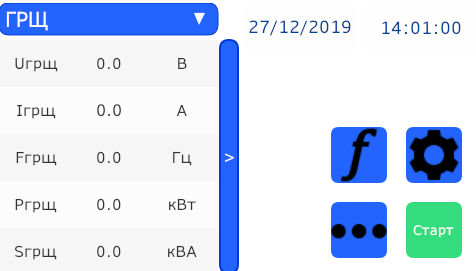 ГРЩ ▼
27/12/2019 14:01:00
Uгрщ 0.0 В
Iгрщ 0.0 А
Fгрщ 0.0 Гц
Pгрщ 0.0 кВт
Sгрщ 0.0 кВА
>
f
Старт